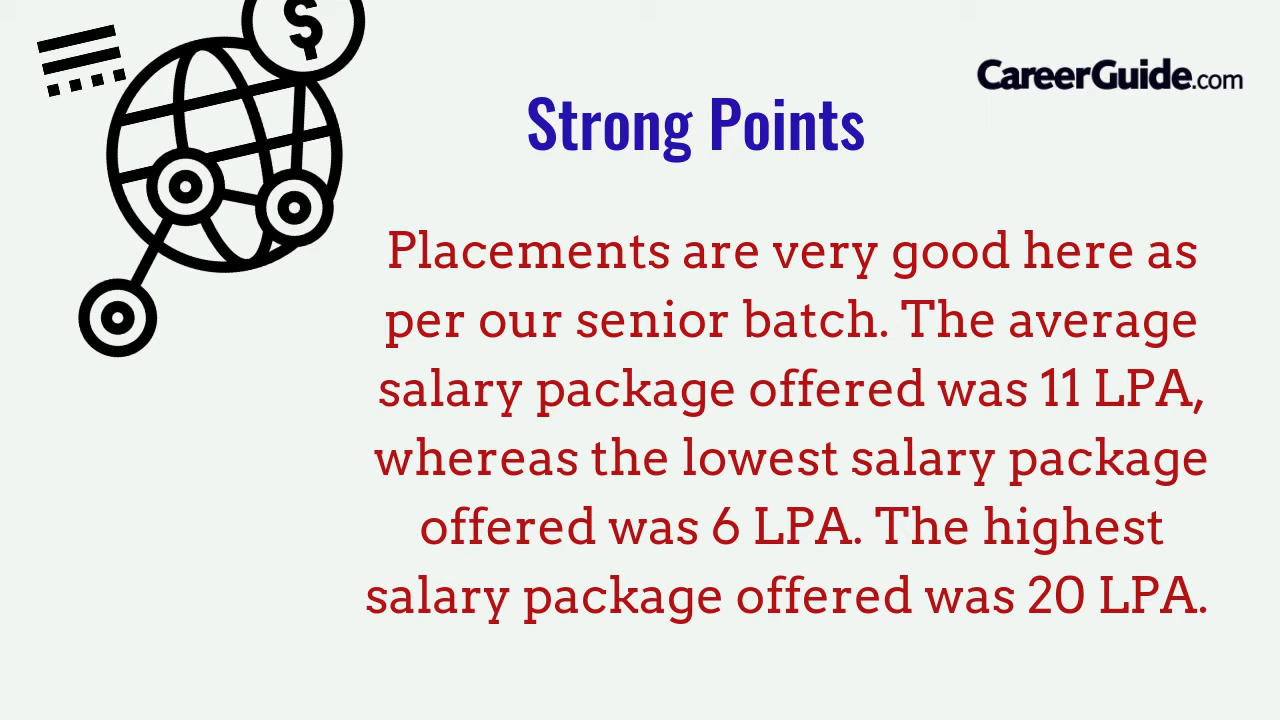 $
CareerGuide.com
Strong Points
Placements are very good here as
per our senior batch. The average
salary package offered was 11 LPA,
whereas the lowest salary package
offered was 6 LPA. The highest
salary package offered was 20 LPA.